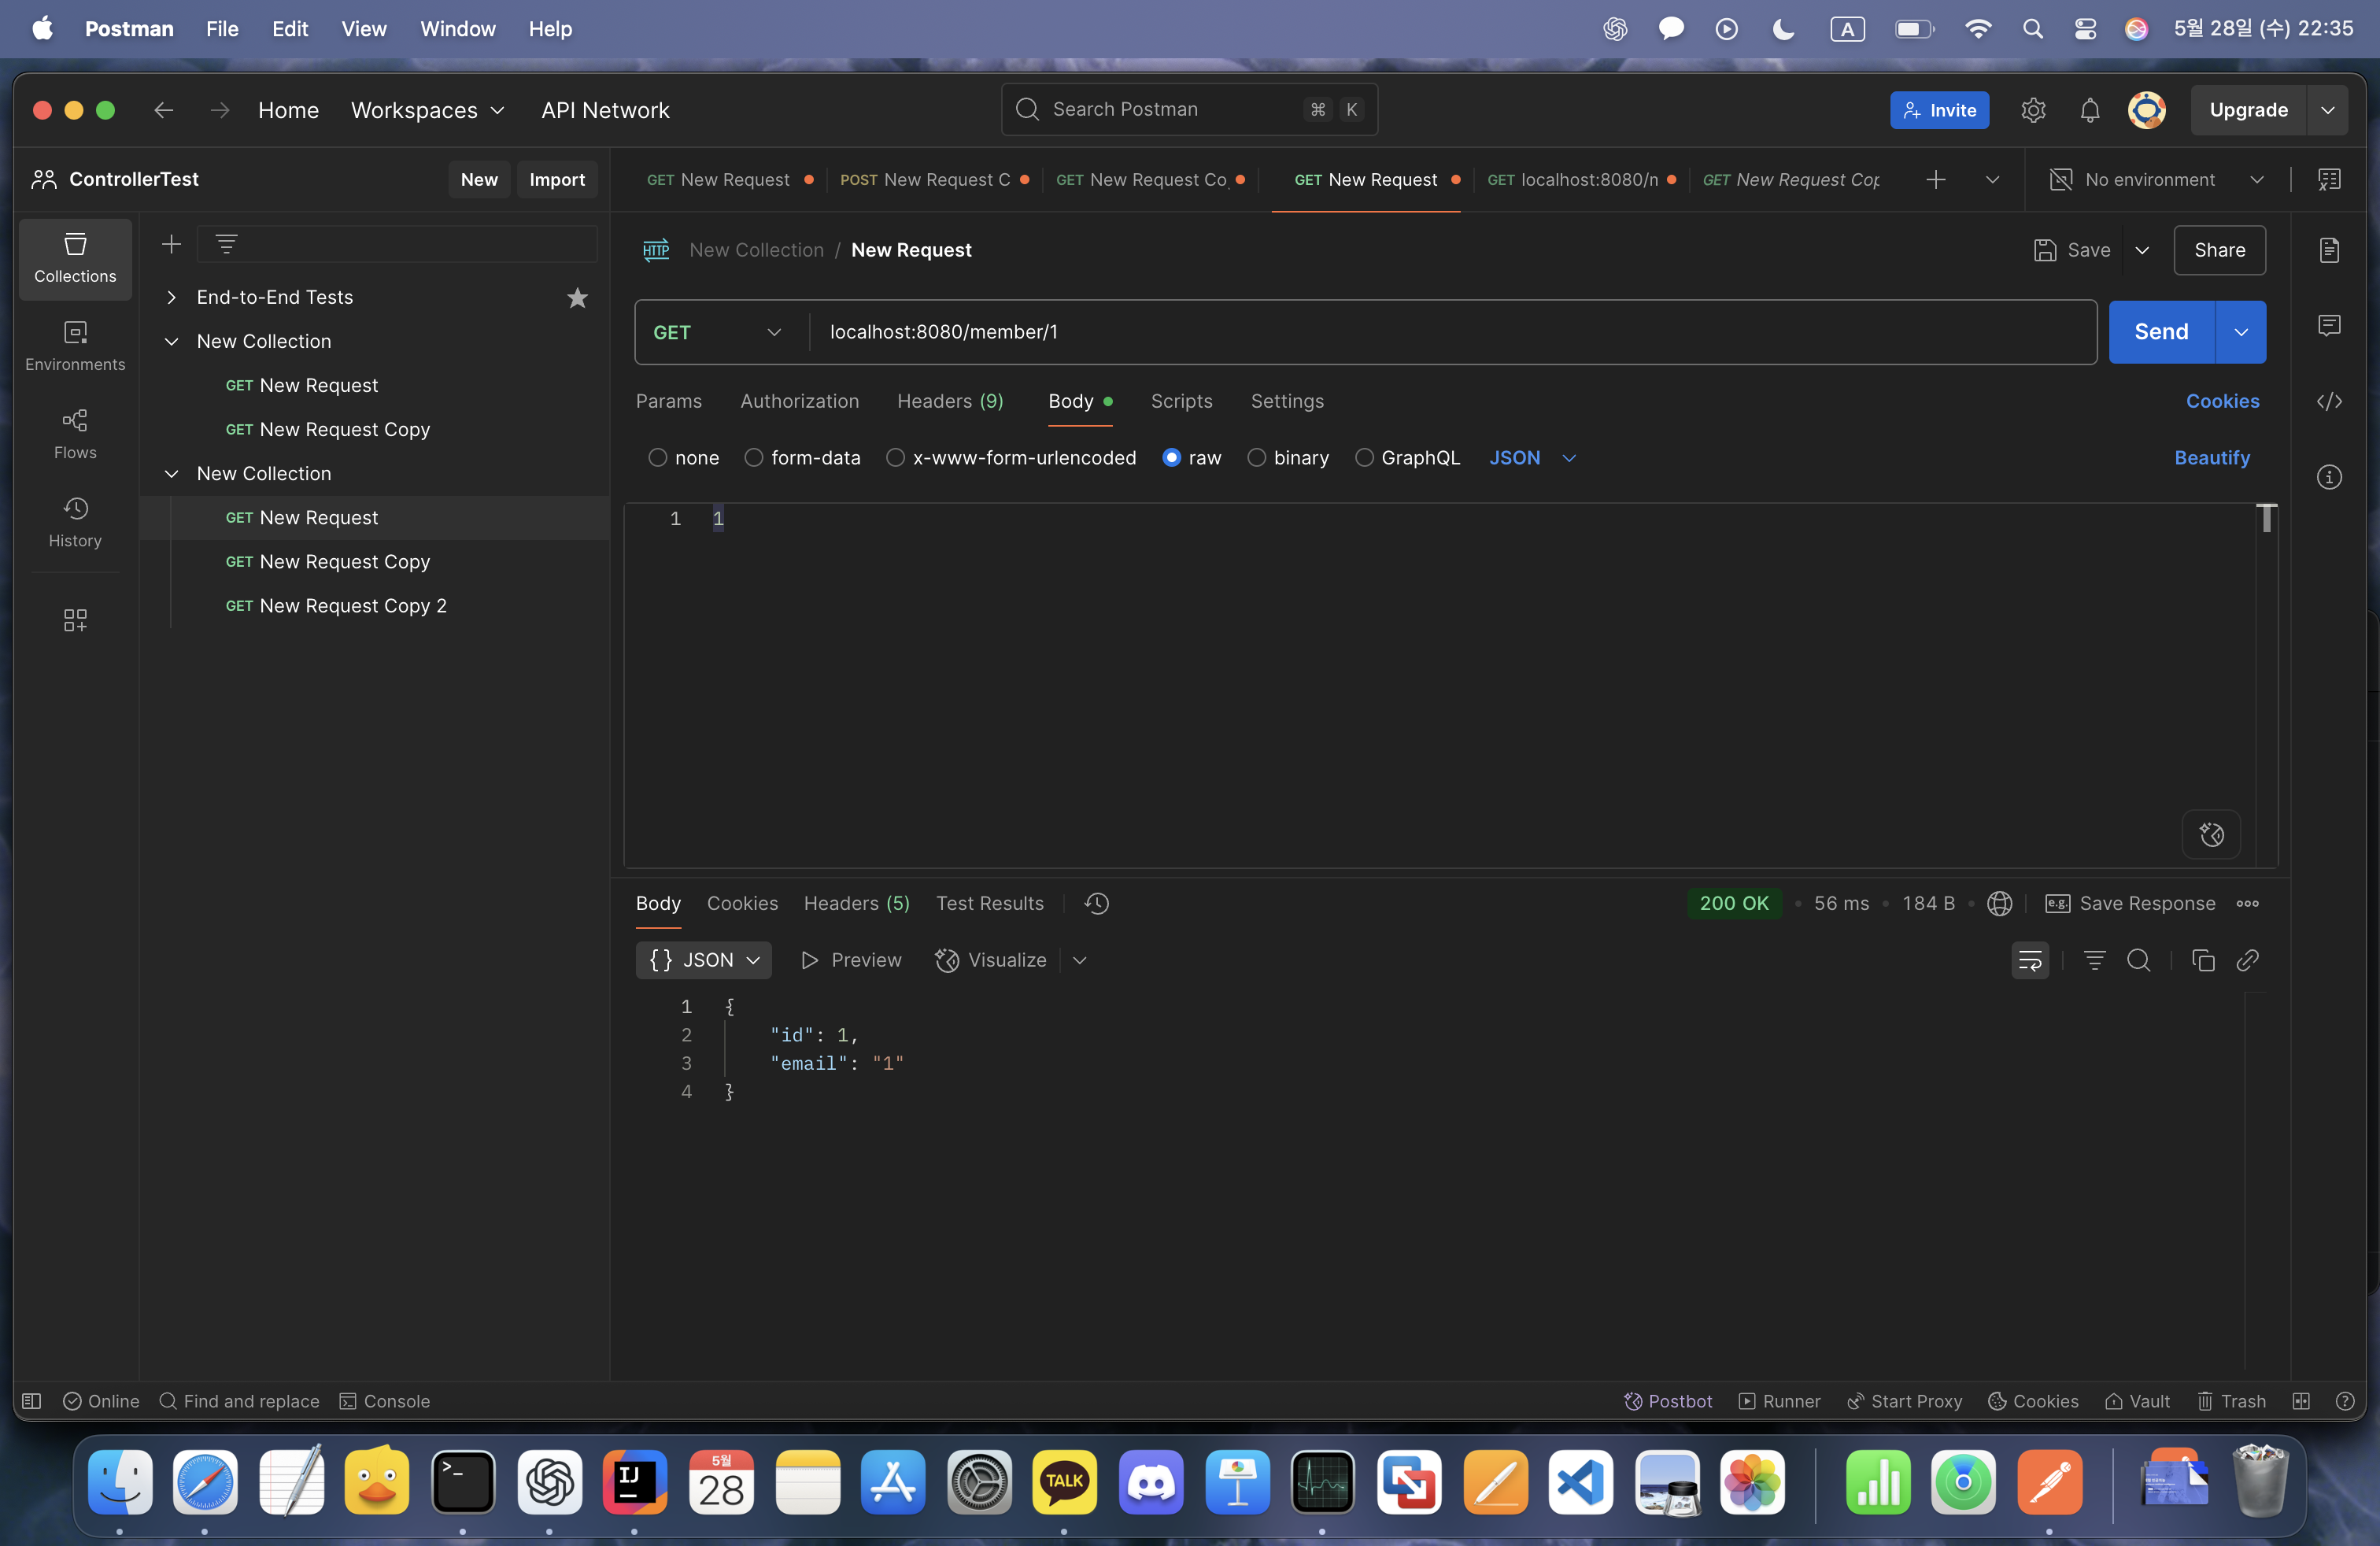 Postman File Edit View Window Help A 5월 28일 (수) 22:35
Home Workspaces API Network Search Postman ⌘ K Invite Upgrade
ControllerTest New Import
GET New Request POST New Request C GET New Request Co GET New Request GET localhost:8080/n GET New Request Cop No environment
Collections
Environments
Flows
History
End-to-End Tests
New Collection
GET New Request
GET New Request Copy
New Collection
GET New Request
GET New Request Copy
GET New Request Copy 2
HTTP New Collection / New Request Save Share
GET localhost:8080/member/1 Send
Params Authorization Headers (9) Body Scripts Settings Cookies
none form-data x-www-form-urlencoded raw binary GraphQL JSON Beautify
1 1
Body Cookies Headers (5) Test Results 200 OK • 56 ms • 184 B • e.g. Save Response
{} JSON Preview Visualize
1 {
2 "id": 1,
3 "email": "1"
4 }
Online Find and replace Console Postbot Runner Start Proxy Cookies Vault Trash
>_ IJ 5월 28 TALK